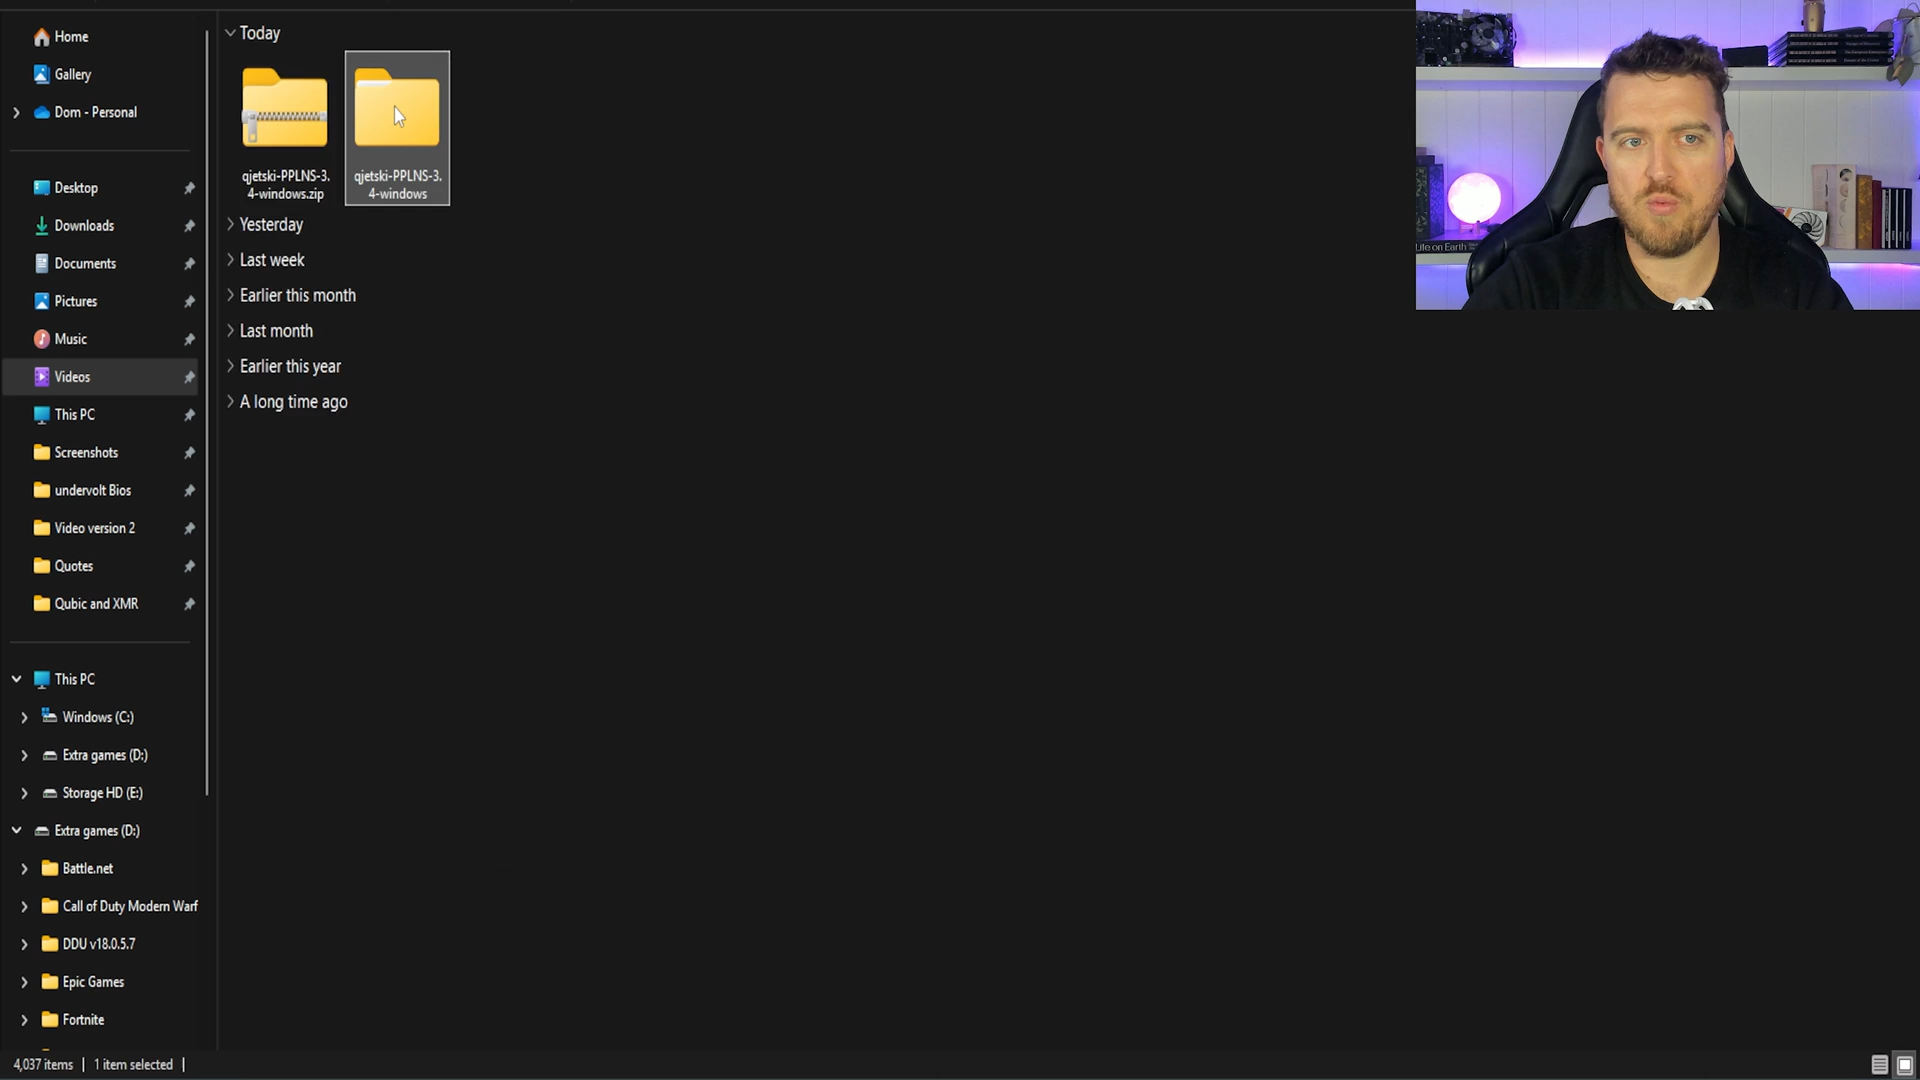 Home
Gallery
Dom - Personal
Desktop
Downloads
Documents
Pictures
Music
Videos
This PC
Screenshots
undervolt Bios
Video version 2
Quotes
Qubic and XMR
This PC
Windows (C:)
Extra games (D:)
Storage HD (E:)
Extra games (D:)
Battle.net
Call of Duty Modern Warf
DDU v18.0.5.7
Epic Games
Fortnite
4,037 items
1 item selected
Today
qjetski-PPLNS-3.
4-windows.zip
qjetski-PPLNS-3.
4-windows
Yesterday
Last week
Earlier this month
Last month
Earlier this year
A long time ago
Life on Earth